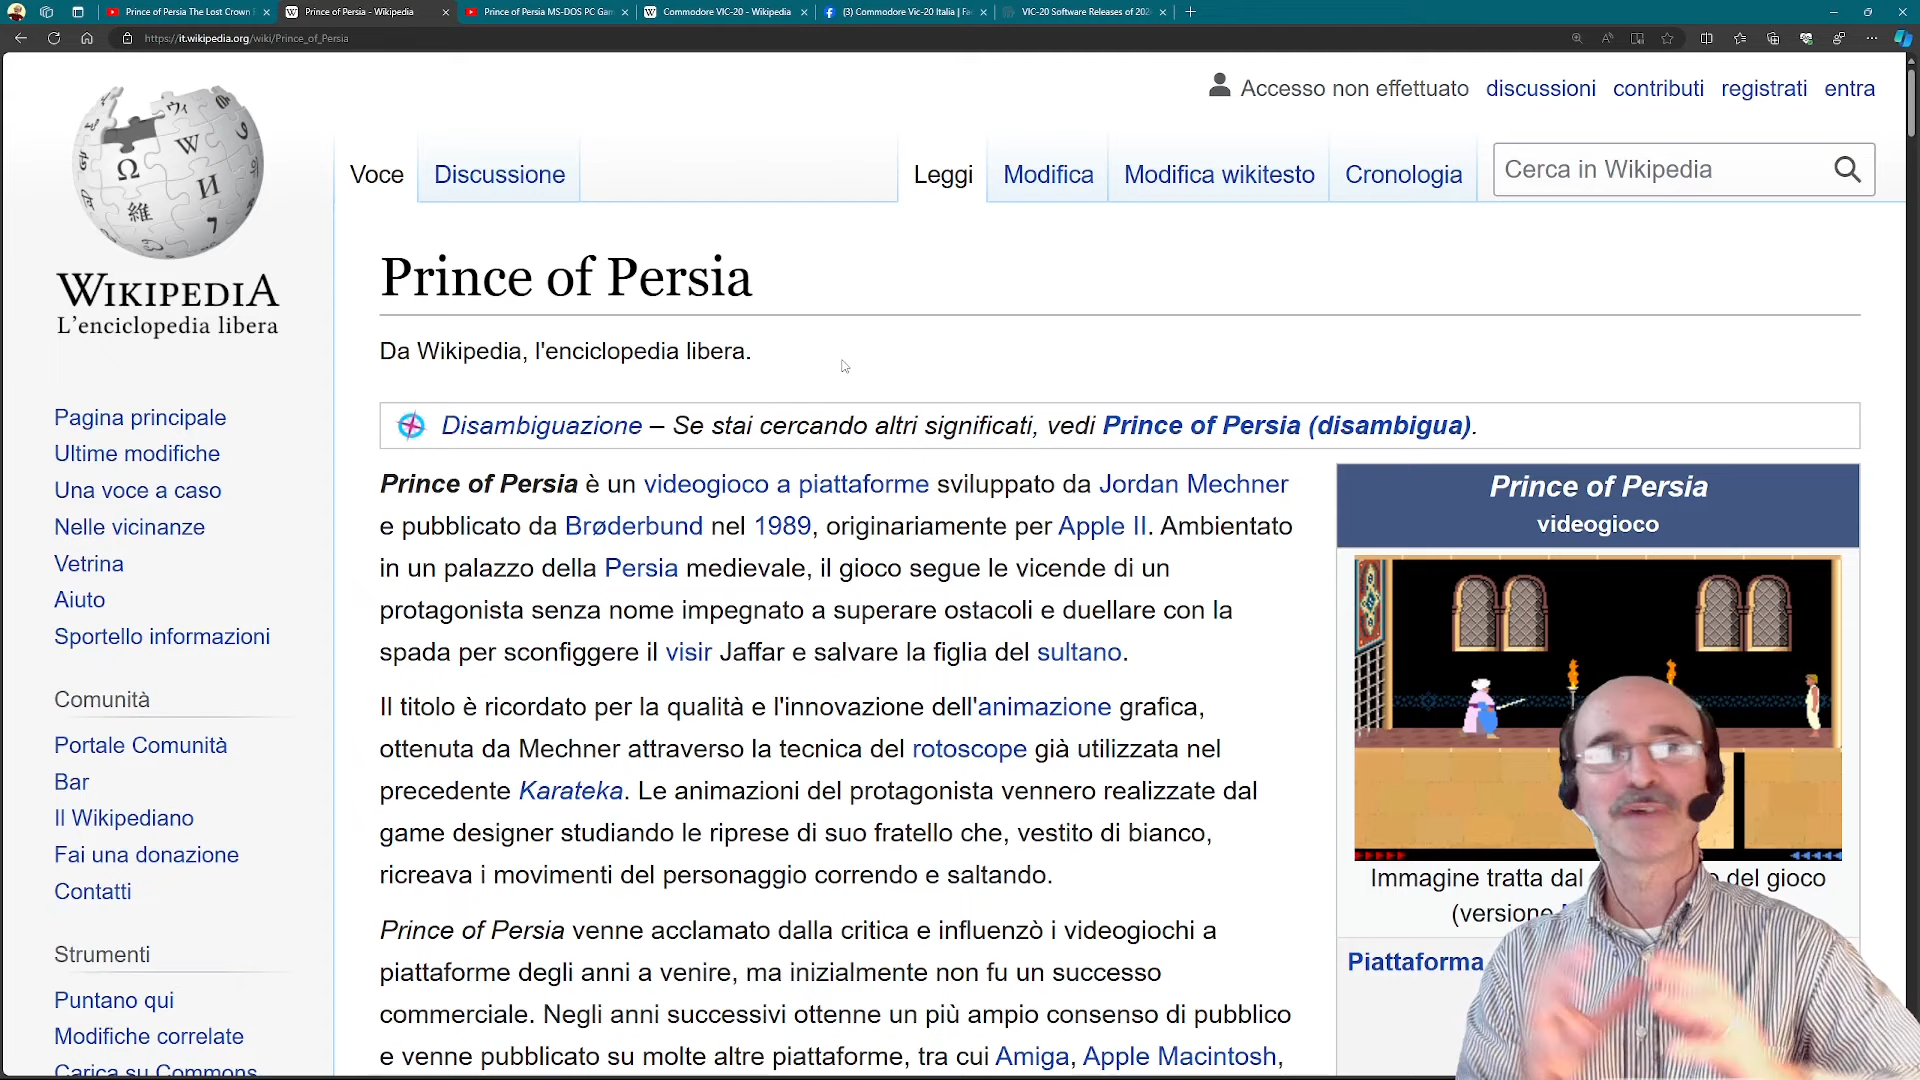 Prince of Persia The Lost Crown
Prince of Persia - Wikipedia
Prince of Persia MS-DOS PC Gam
Commodore VIC-20 - Wikipedia
(3) Commodore Vic-20 Italia | Fa
VIC-20 Software Releases of 202
https://it.wikipedia.org/wiki/Prince_of_Persia
Accesso non effettuato discussioni contributi registrati entra
Voce Discussione Leggi Modifica Modifica wikitesto Cronologia Cerca in Wikipedia
WIKIPEDIA
L'enciclopedia libera
Pagina principale
Ultime modifiche
Una voce a caso
Nelle vicinanze
Vetrina
Aiuto
Sportello informazioni
Comunità
Portale Comunità
Bar
Il Wikipediano
Fai una donazione
Contatti
Strumenti
Puntano qui
Modifiche correlate
Carica su Commons
Prince of Persia
Da Wikipedia, l'enciclopedia libera.
Disambiguazione – Se stai cercando altri significati, vedi Prince of Persia (disambigua).
Prince of Persia è un videogioco a piattaforme sviluppato da Jordan Mechner
e pubblicato da Brøderbund nel 1989, originariamente per Apple II. Ambientato
in un palazzo della Persia medievale, il gioco segue le vicende di un
protagonista senza nome impegnato a superare ostacoli e duellare con la
spada per sconfiggere il visir Jaffar e salvare la figlia del sultano.
Il titolo è ricordato per la qualità e l'innovazione dell'animazione grafica,
ottenuta da Mechner attraverso la tecnica del rotoscope già utilizzata nel
precedente Karateka. Le animazioni del protagonista vennero realizzate dal
game designer studiando le riprese di suo fratello che, vestito di bianco,
ricreava i movimenti del personaggio correndo e saltando.
Prince of Persia venne acclamato dalla critica e influenzò i videogiochi a
piattaforme degli anni a venire, ma inizialmente non fu un successo
commerciale. Negli anni successivi ottenne un più ampio consenso di pubblico
e venne pubblicato su molte altre piattaforme, tra cui Amiga, Apple Macintosh,
Prince of Persia
videogioco
Immagine tratta dal del gioco
(versione
Piattaforma